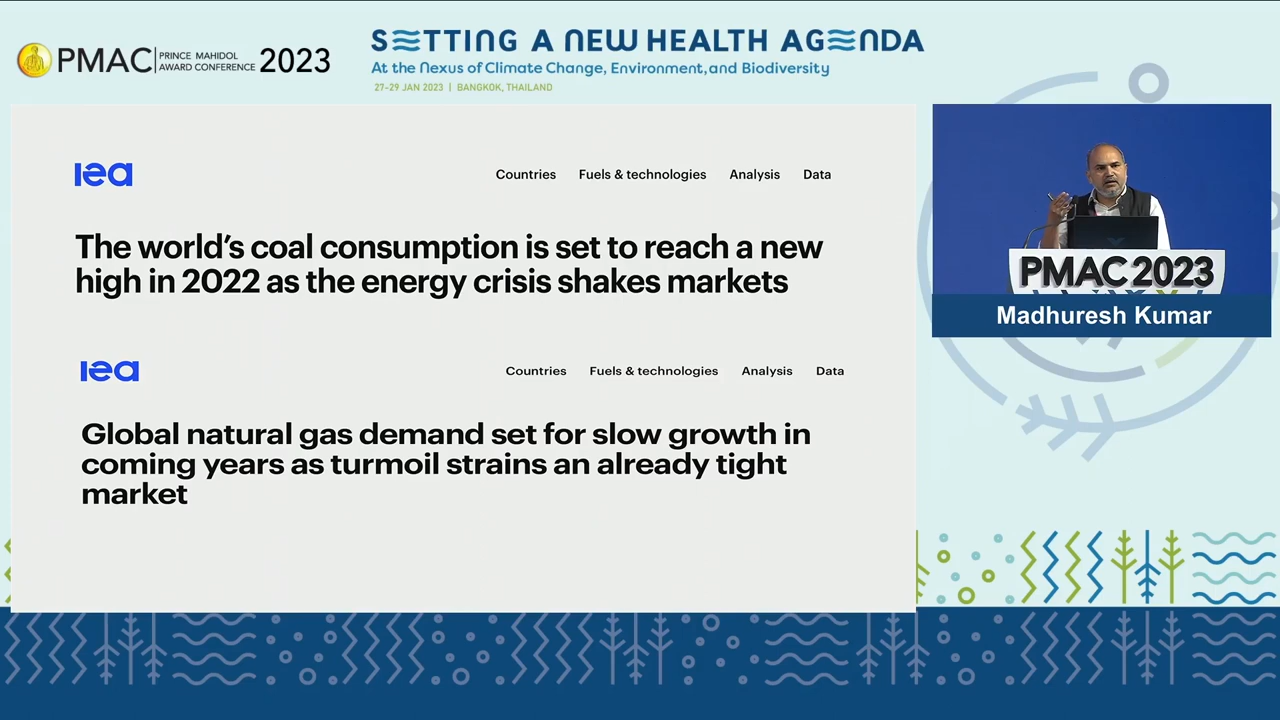 PMAC
PRINCE MAHIDOL
AWARD CONFERENCE
2023
SETTING A NEW HEALTH AGENDA
At the Nexus of Climate Change, Environment, and Biodiversity
27-29 JAN 2023 | BANGKOK, THAILAND
iea
Countries Fuels & technologies Analysis Data
The world's coal consumption is set to reach a new
high in 2022 as the energy crisis shakes markets
iea
Countries Fuels & technologies Analysis Data
Global natural gas demand set for slow growth in
coming years as turmoil strains an already tight
market
PMAC 2023
Madhuresh Kumar